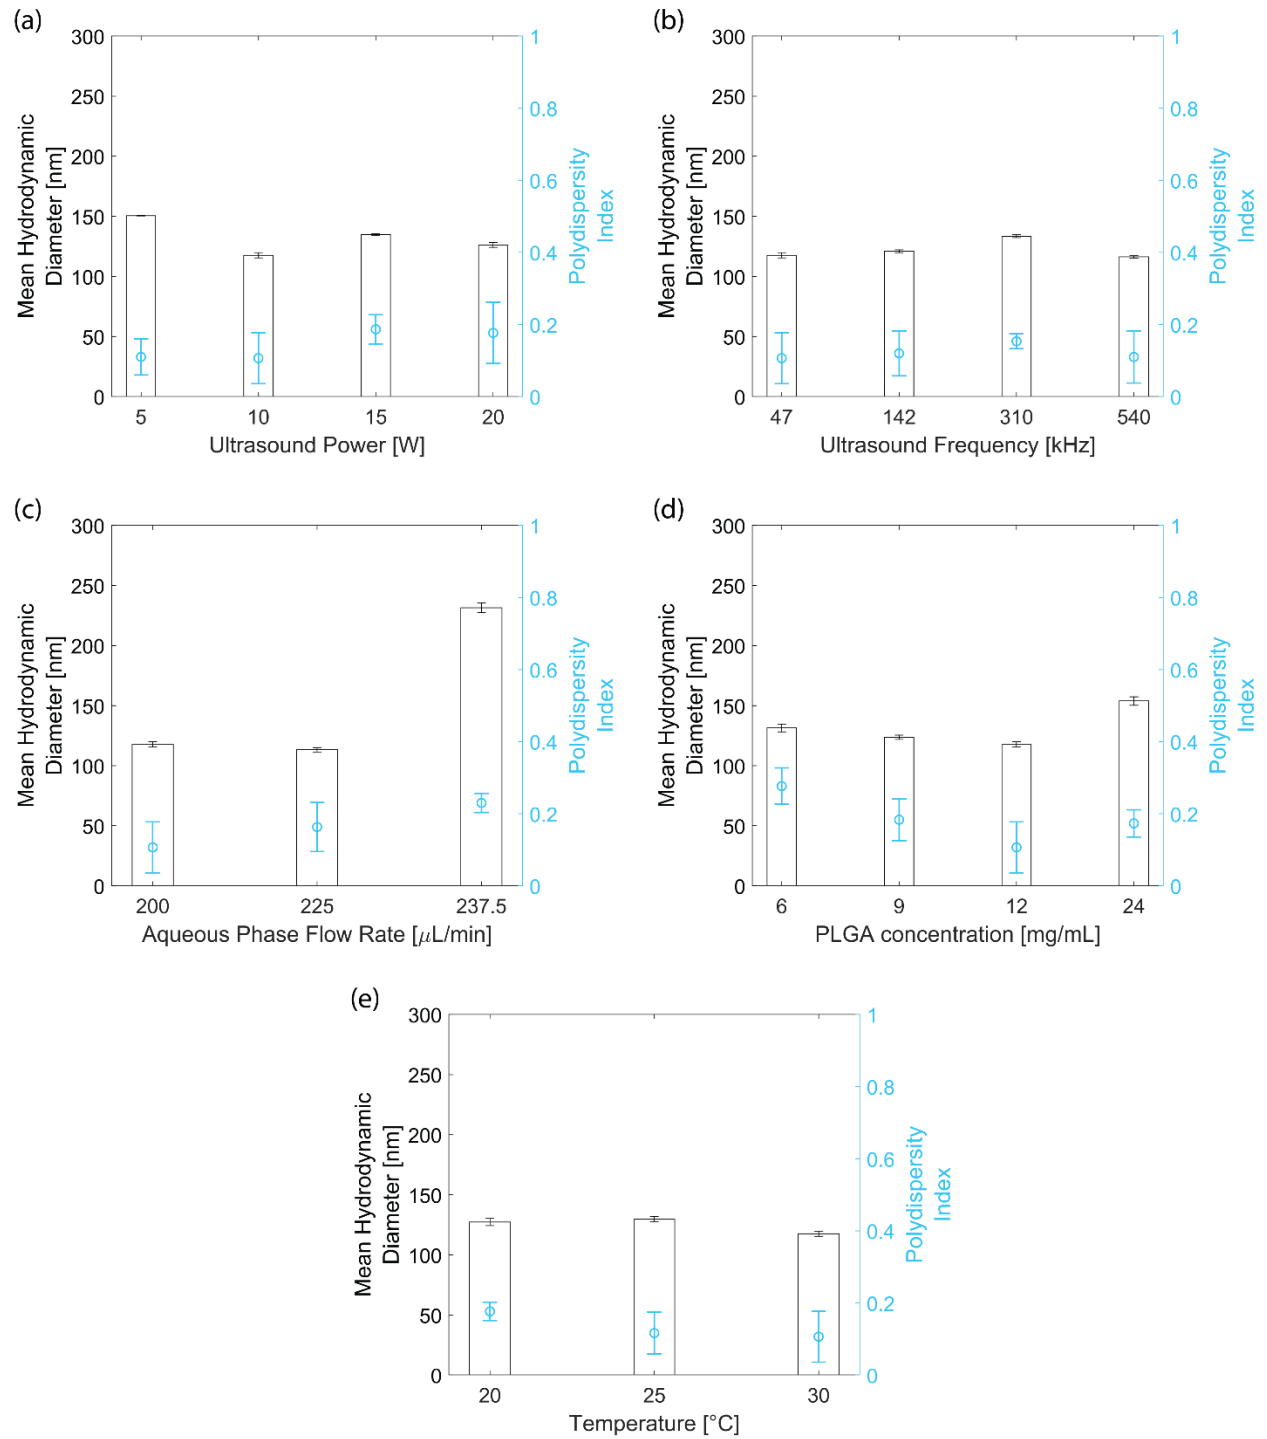 (a)
300
250
200
150
100
50
0
Mean Hydrodynamic
Diameter [nm]
1
0.8
0.6
0.4
0.2
0
Polydispersity
Index
5 10 15 20
Ultrasound Power [W]
(b)
300
250
200
150
100
50
0
Mean Hydrodynamic
Diameter [nm]
1
0.8
0.6
0.4
0.2
0
Polydispersity
Index
47 142 310 540
Ultrasound Frequency [kHz]
(c)
300
250
200
150
100
50
0
Mean Hydrodynamic
Diameter [nm]
1
0.8
0.6
0.4
0.2
0
Polydispersity
Index
200 225 237.5
Aqueous Phase Flow Rate [μL/min]
(d)
300
250
200
150
100
50
0
Mean Hydrodynamic
Diameter [nm]
1
0.8
0.6
0.4
0.2
0
Polydispersity
Index
6 9 12 24
PLGA concentration [mg/mL]
(e)
300
250
200
150
100
50
0
Mean Hydrodynamic
Diameter [nm]
1
0.8
0.6
0.4
0.2
0
Polydispersity
Index
20 25 30
Temperature [°C]